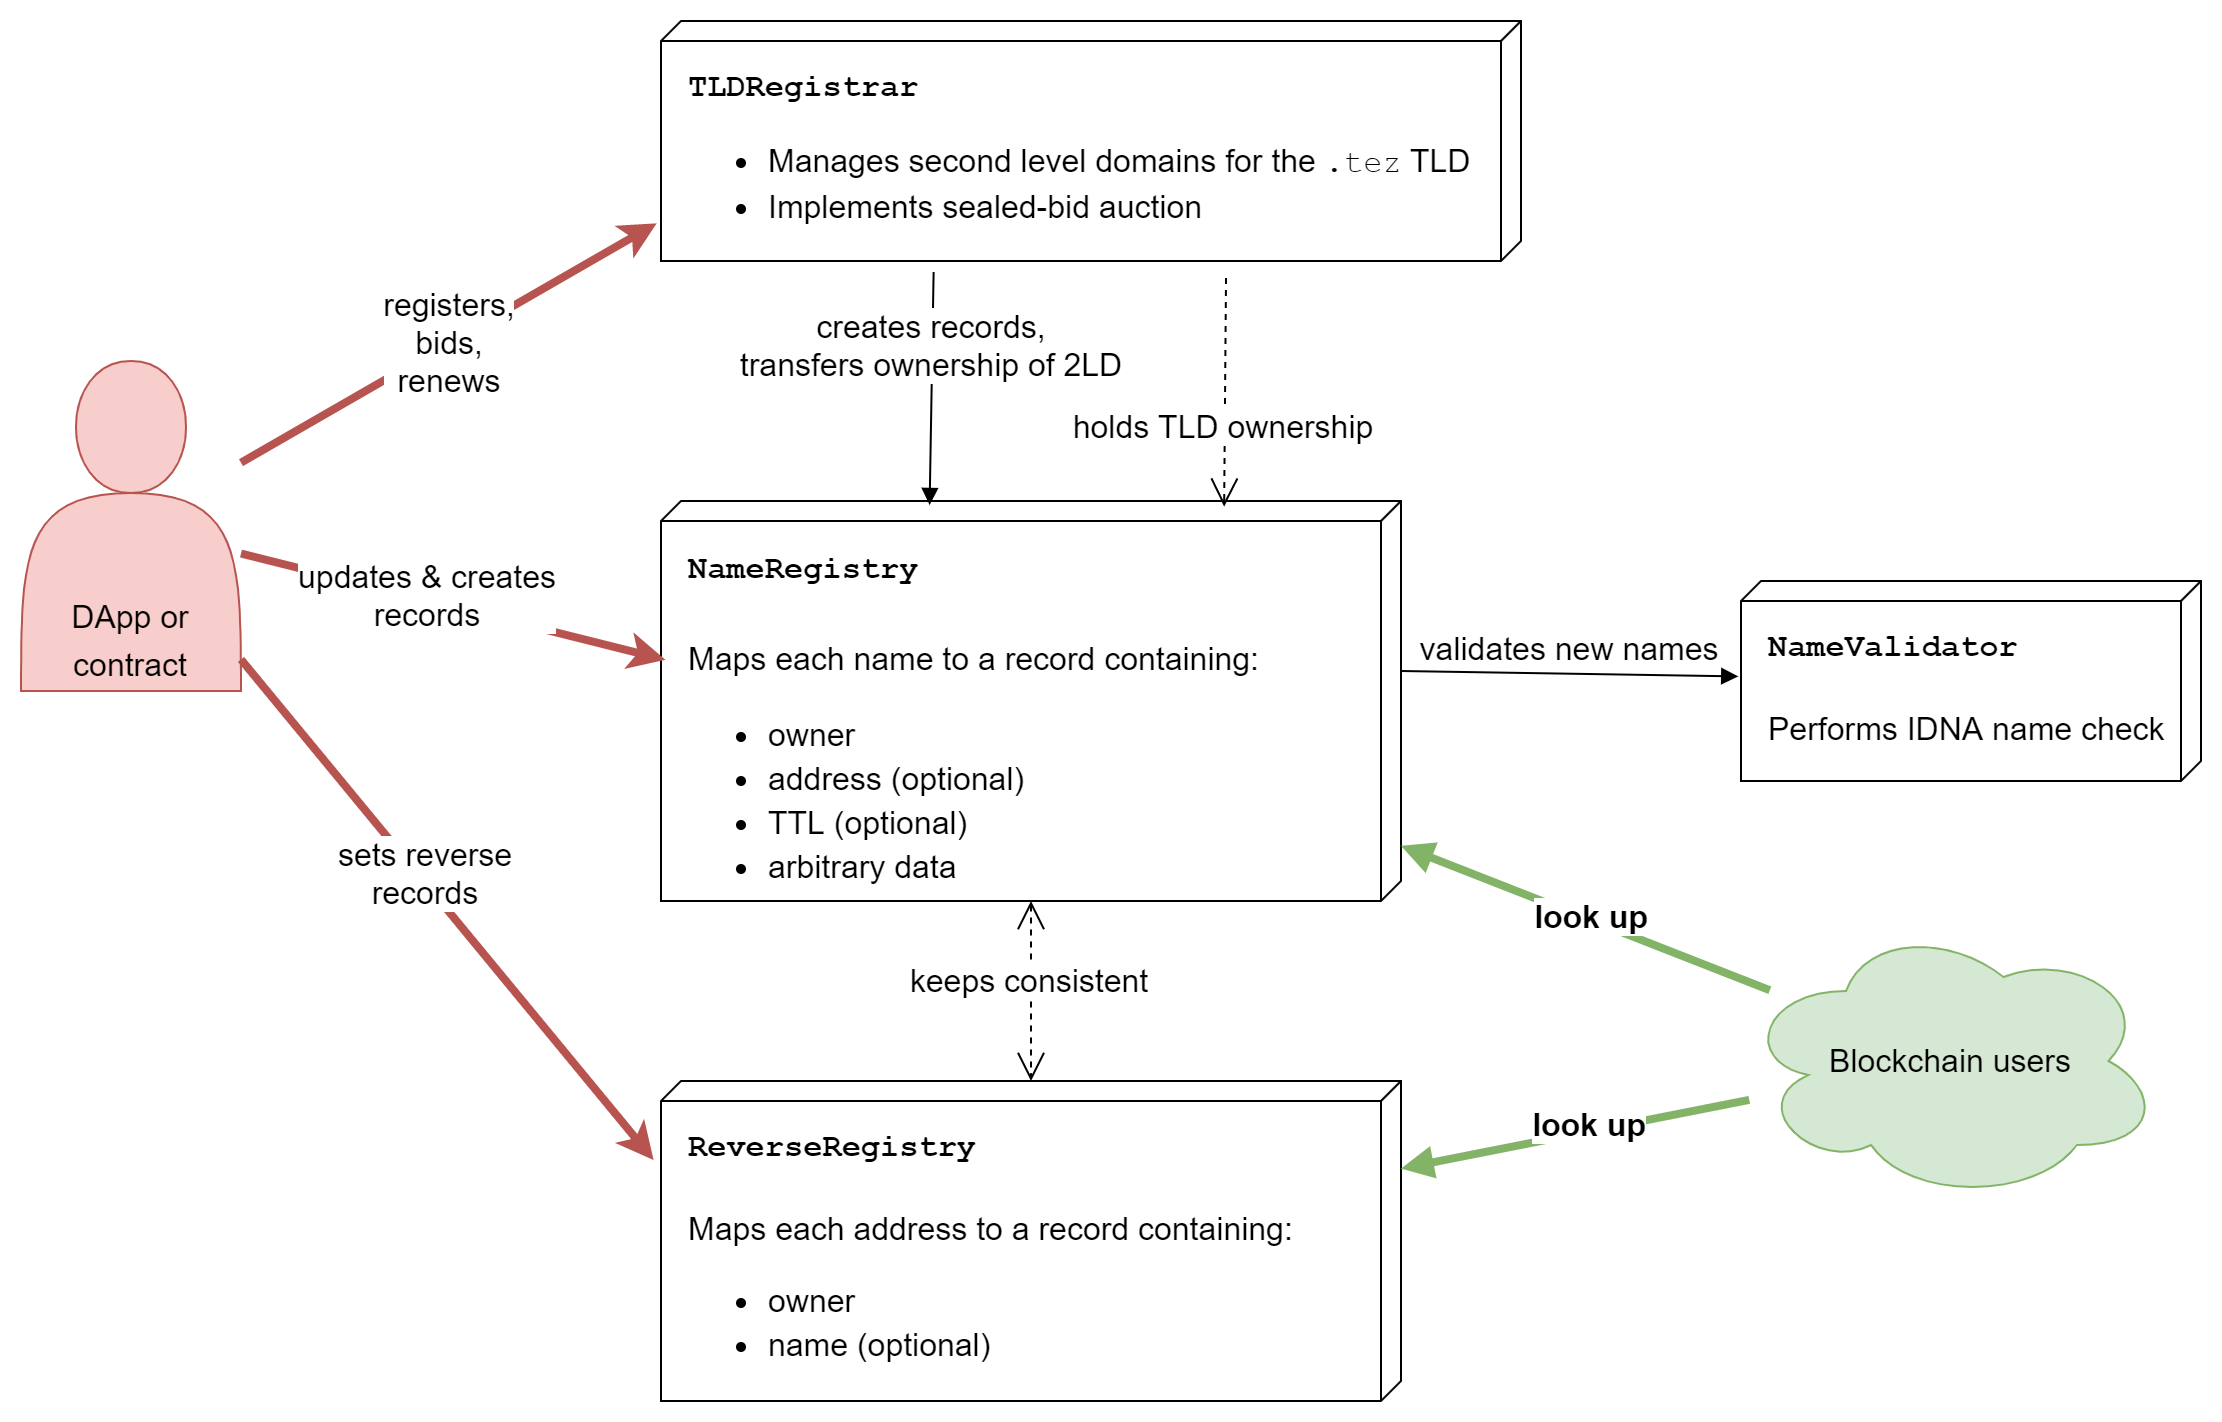 TLDRegistrar
Manages second level domains for the .tez TLD
Implements sealed-bid auction
registers,
bids,
renews
creates records,
transfers ownership of 2LD
holds TLD ownership
DApp or
contract
updates & creates
records
NameRegistry
Maps each name to a record containing:
owner
address (optional)
TTL (optional)
arbitrary data
validates new names
NameValidator
Performs IDNA name check
sets reverse
records
look up
keeps consistent
Blockchain users
look up
ReverseRegistry
Maps each address to a record containing:
owner
name (optional)